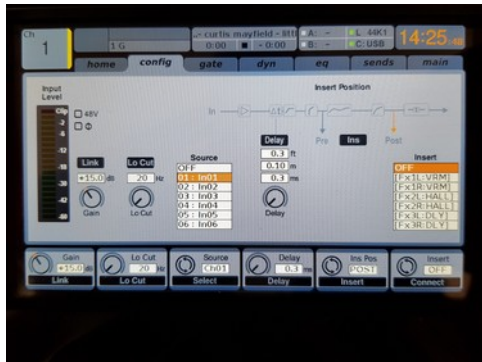 Ch
1
1 G
- curtis mayfield - litt
0:00 - 0:00
A: -
B: -
L 44K1
C: USB
14:25
home config gate dyn eq sends main
Input
Level
Clip
48V
Φ
Link
+15.0 dB
Gain
Lo Cut
20 Hz
Lo Cut
Source
OFF
01 : In01
02 : In02
03 : In03
04 : In04
05 : In05
06 : In06
Insert Position
In
Delay
0.3 ft
0.10 m
0.3 ms
Delay
Pre Ins Post
Insert
OFF
[Fx1L:VRM]
[Fx1R:VRM]
[Fx2L:HALL]
[Fx2R:HALL]
[Fx3L:DLY]
[Fx3R:DLY]
Gain
+15.0 dB
Link
Lo Cut
20 Hz
Lo Cut
Source
Ch01
Select
Delay
0.3 ms
Delay
Ins Pos
POST
Insert
Insert
OFF
Connect